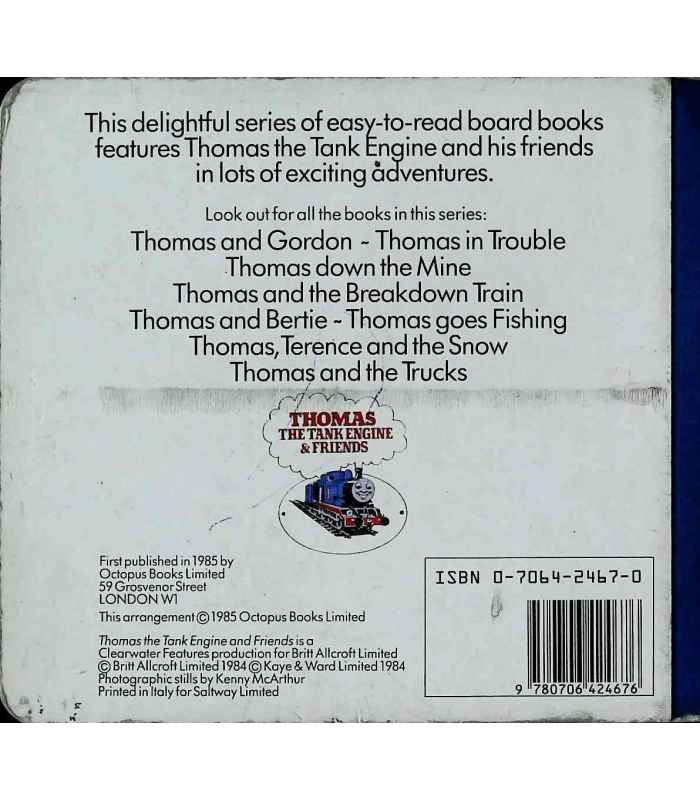 This delightful series of easy-to-read board books
features Thomas the Tank Engine and his friends
in lots of exciting adventures.
Look out for all the books in this series:
Thomas and Gordon ~ Thomas in Trouble
Thomas down the Mine
Thomas and the Breakdown Train
Thomas and Bertie ~ Thomas goes Fishing
Thomas, Terence and the Snow
Thomas and the Trucks
THOMAS
THE TANK ENGINE
& FRIENDS
First published in 1985 by
Octopus Books Limited
59 Grosvenor Street
LONDON W1
This arrangement © 1985 Octopus Books Limited
Thomas the Tank Engine and Friends is a
Clearwater Features production for Britt Allcroft Limited
© Britt Allcroft Limited 1984 © Kaye & Ward Limited 1984
Photographic stills by Kenny McArthur
Printed in Italy for Saltway Limited
ISBN 0-7064-2467-0
9 780706 424676